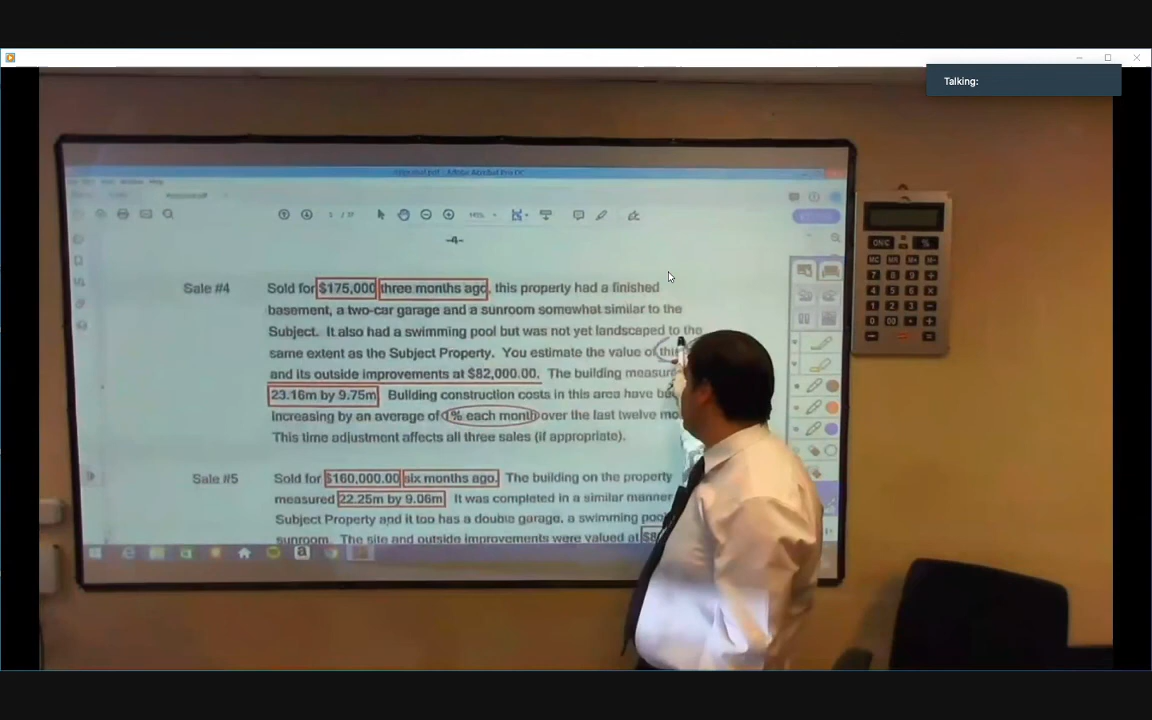 Talking:
-4-
Sale #4 Sold for $175,000 three months ago, this property had a finished
basement, a two-car garage and a sunroom somewhat similar to the
Subject. It also had a swimming pool but was not yet landscaped to the
same extent as the Subject Property. You estimate the value of
and its outside improvements at $82,000.00. The building
23.16m by 9.75m Building construction costs in this area have
increasing by an average of 1% each month over the last twelve
This time adjustment affects all three sales (if appropriate).
Sale #5 Sold for $160,000.00 six months ago. The building on the property
measured 22.25m by 9.06m It was completed in a similar manner
Subject Property and it too has a double garage, a swimming
sunroom. The site and outside improvements were valued at